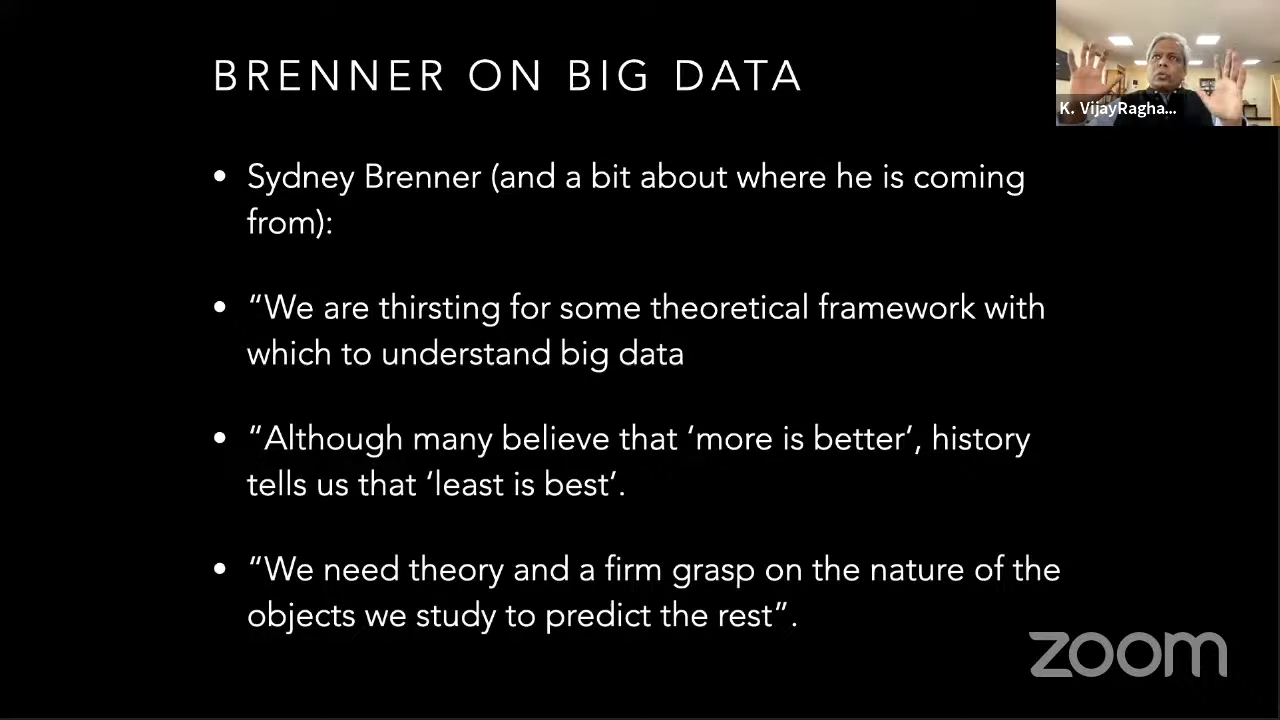 BRENNER ON BIG DATA
K. VijayRagha...
• Sydney Brenner (and a bit about where he is coming
from):
• “We are thirsting for some theoretical framework with
which to understand big data
• “Although many believe that ‘more is better’, history
tells us that ‘least is best’.
• “We need theory and a firm grasp on the nature of the
objects we study to predict the rest”.
zoom